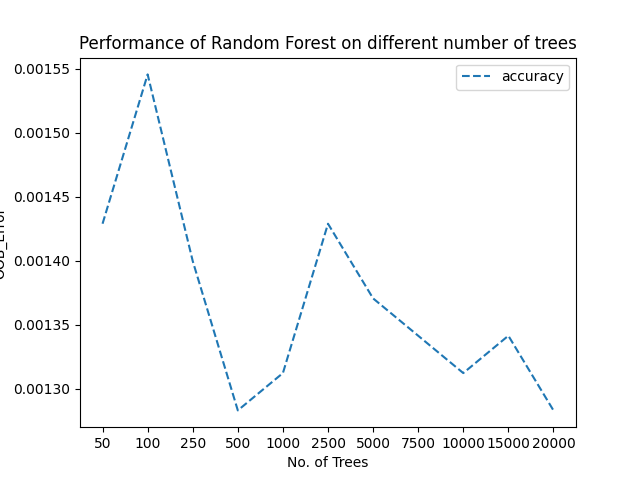 Performance of Random Forest on different number of trees
accuracy
0.00155
0.00150
0.00145
0.00140
0.00135
0.00130
50 100 250 500 1000 2500 5000 7500 10000 15000 20000
No. of Trees